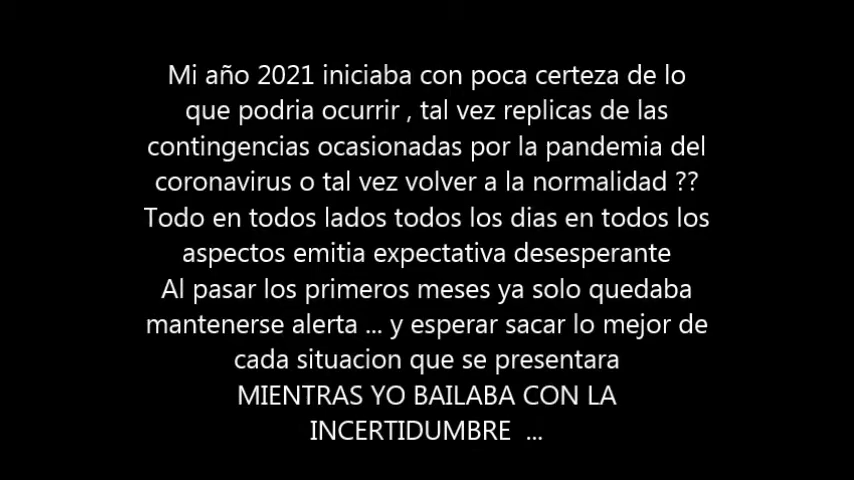 Mi año 2021 iniciaba con poca certeza de lo
que podria ocurrir , tal vez replicas de las
contingencias ocasionadas por la pandemia del
coronavirus o tal vez volver a la normalidad ??
Todo en todos lados todos los dias en todos los
aspectos emitia expectativa desesperante
Al pasar los primeros meses ya solo quedaba
mantenerse alerta ... y esperar sacar lo mejor de
cada situacion que se presentara
MIENTRAS YO BAILABA CON LA
INCERTIDUMBRE ...